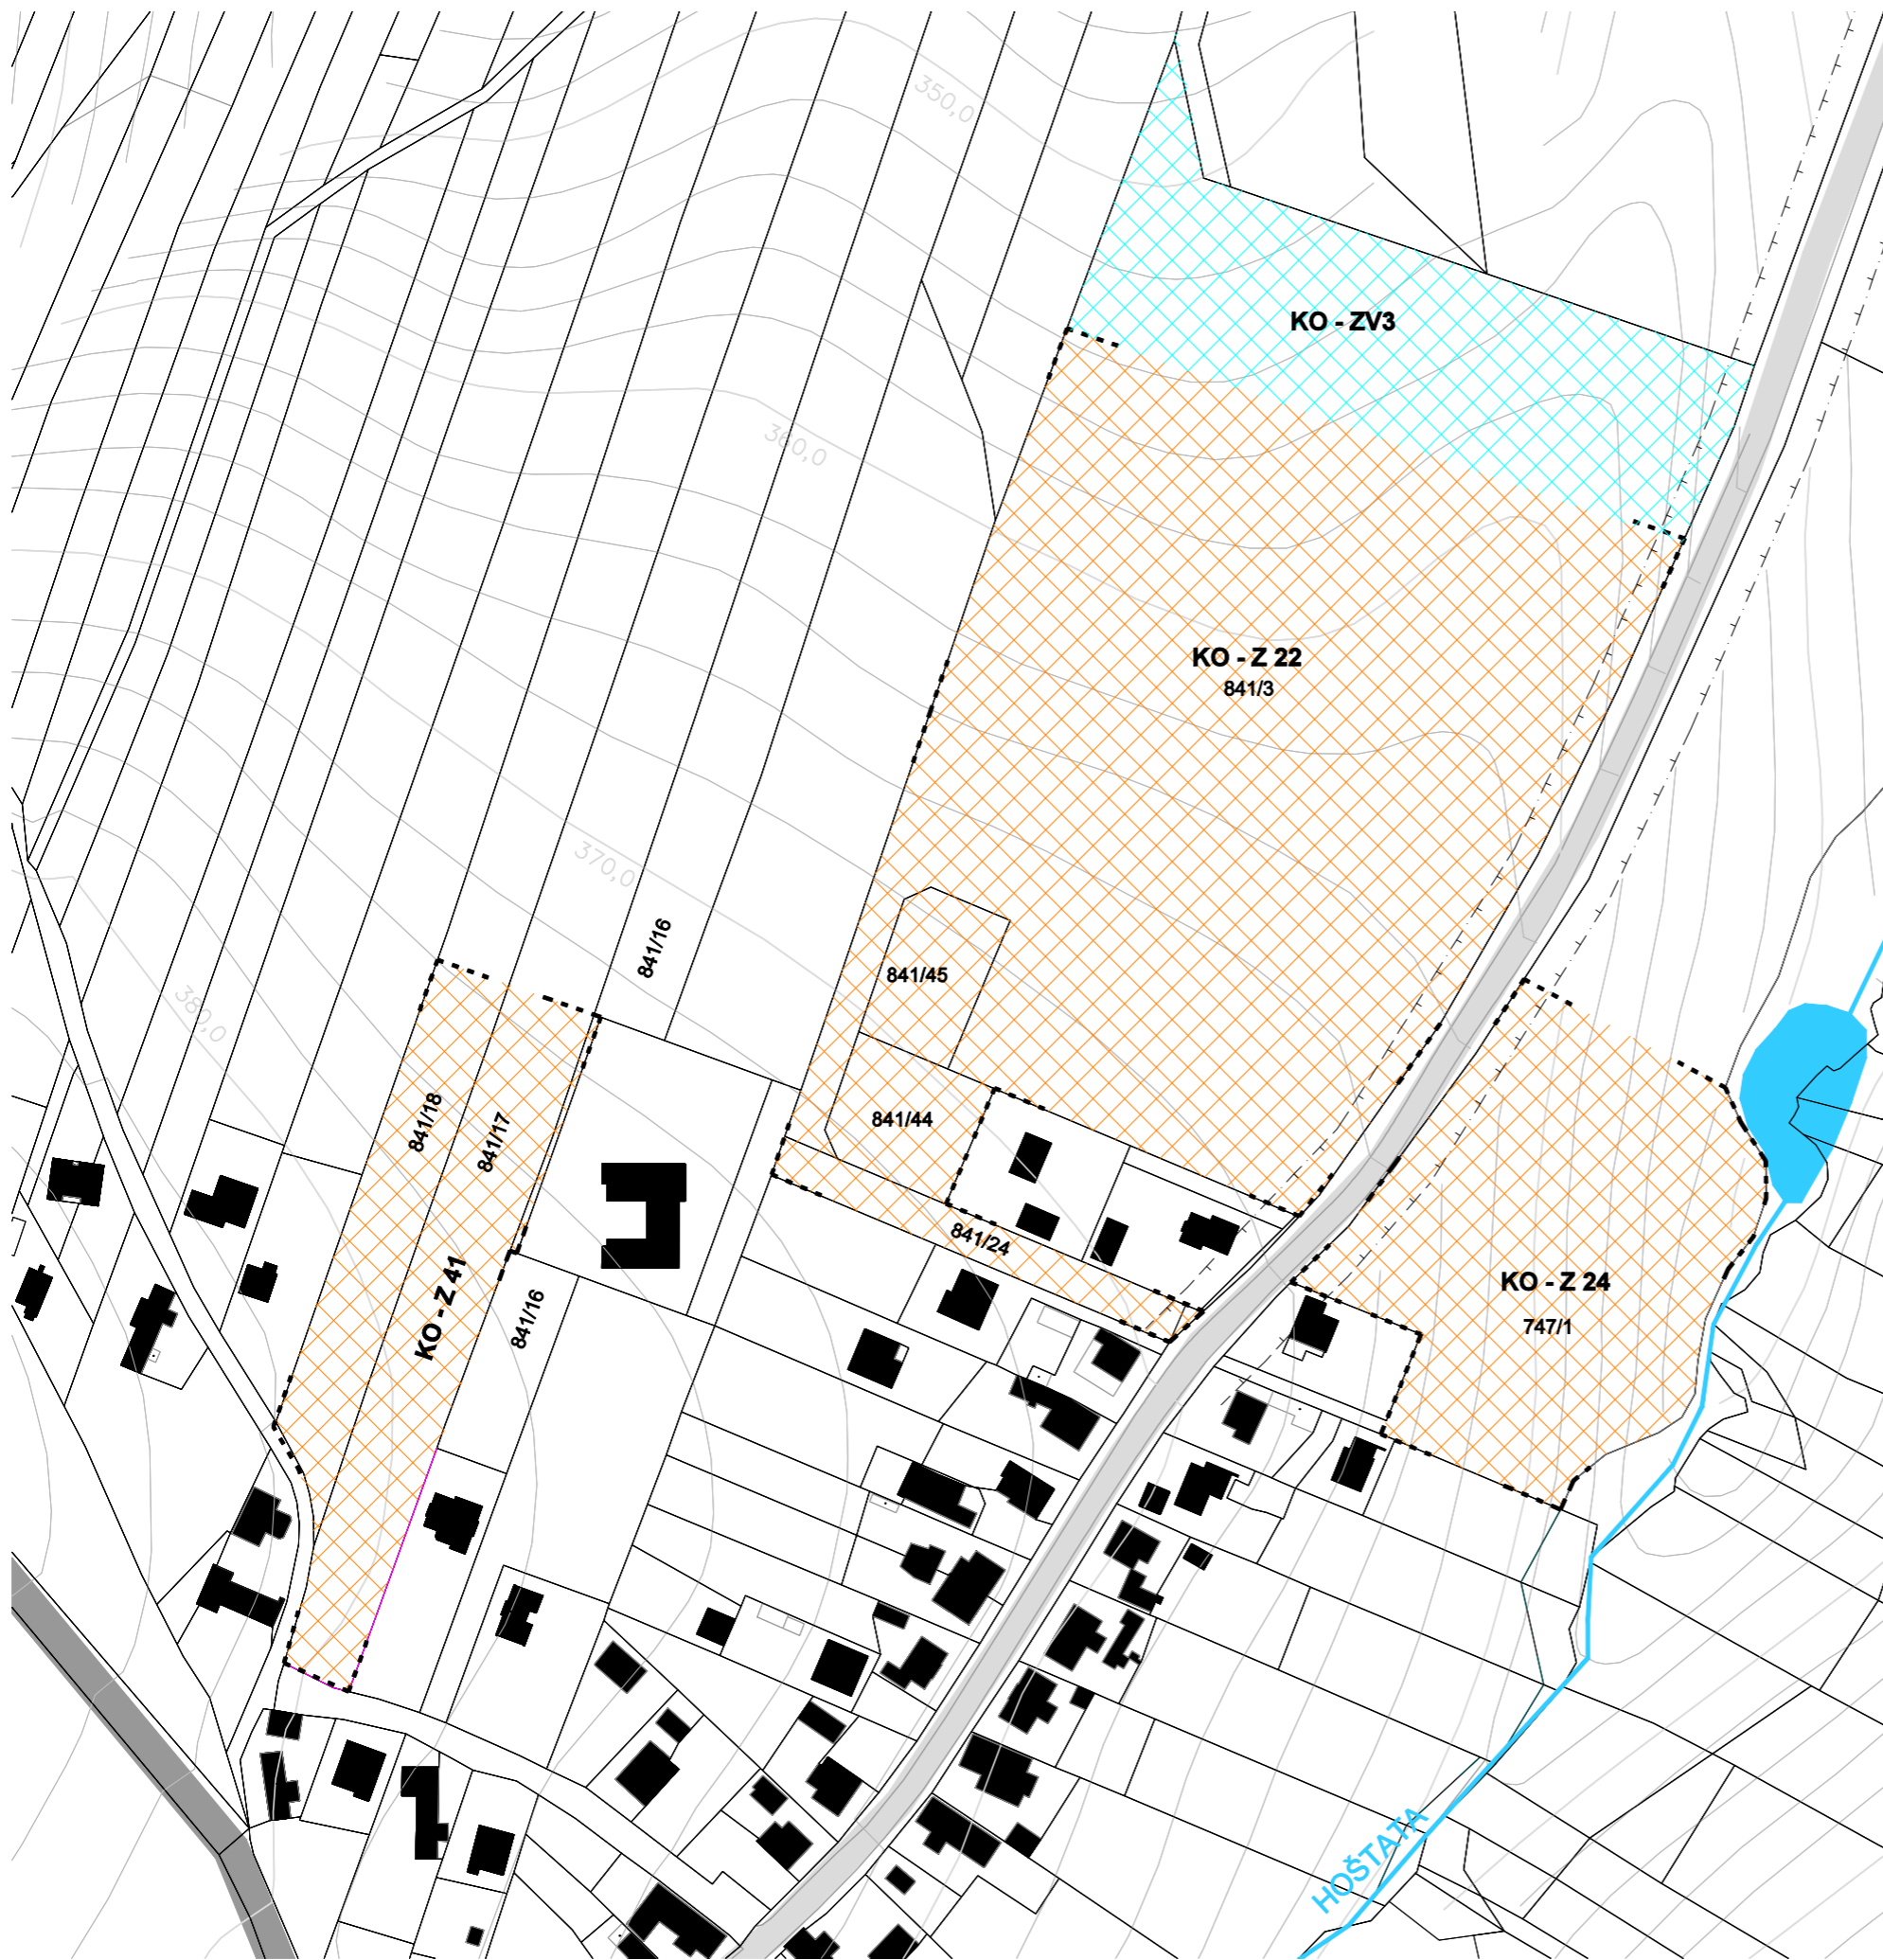 350,0
KO - ZV3
360,0
KO - Z 22
841/3
370,0
841/16
841/45
380,0
841/18
841/17
841/44
841/24
KO - Z 41
841/16
KO - Z 24
747/1
HOŠTATA